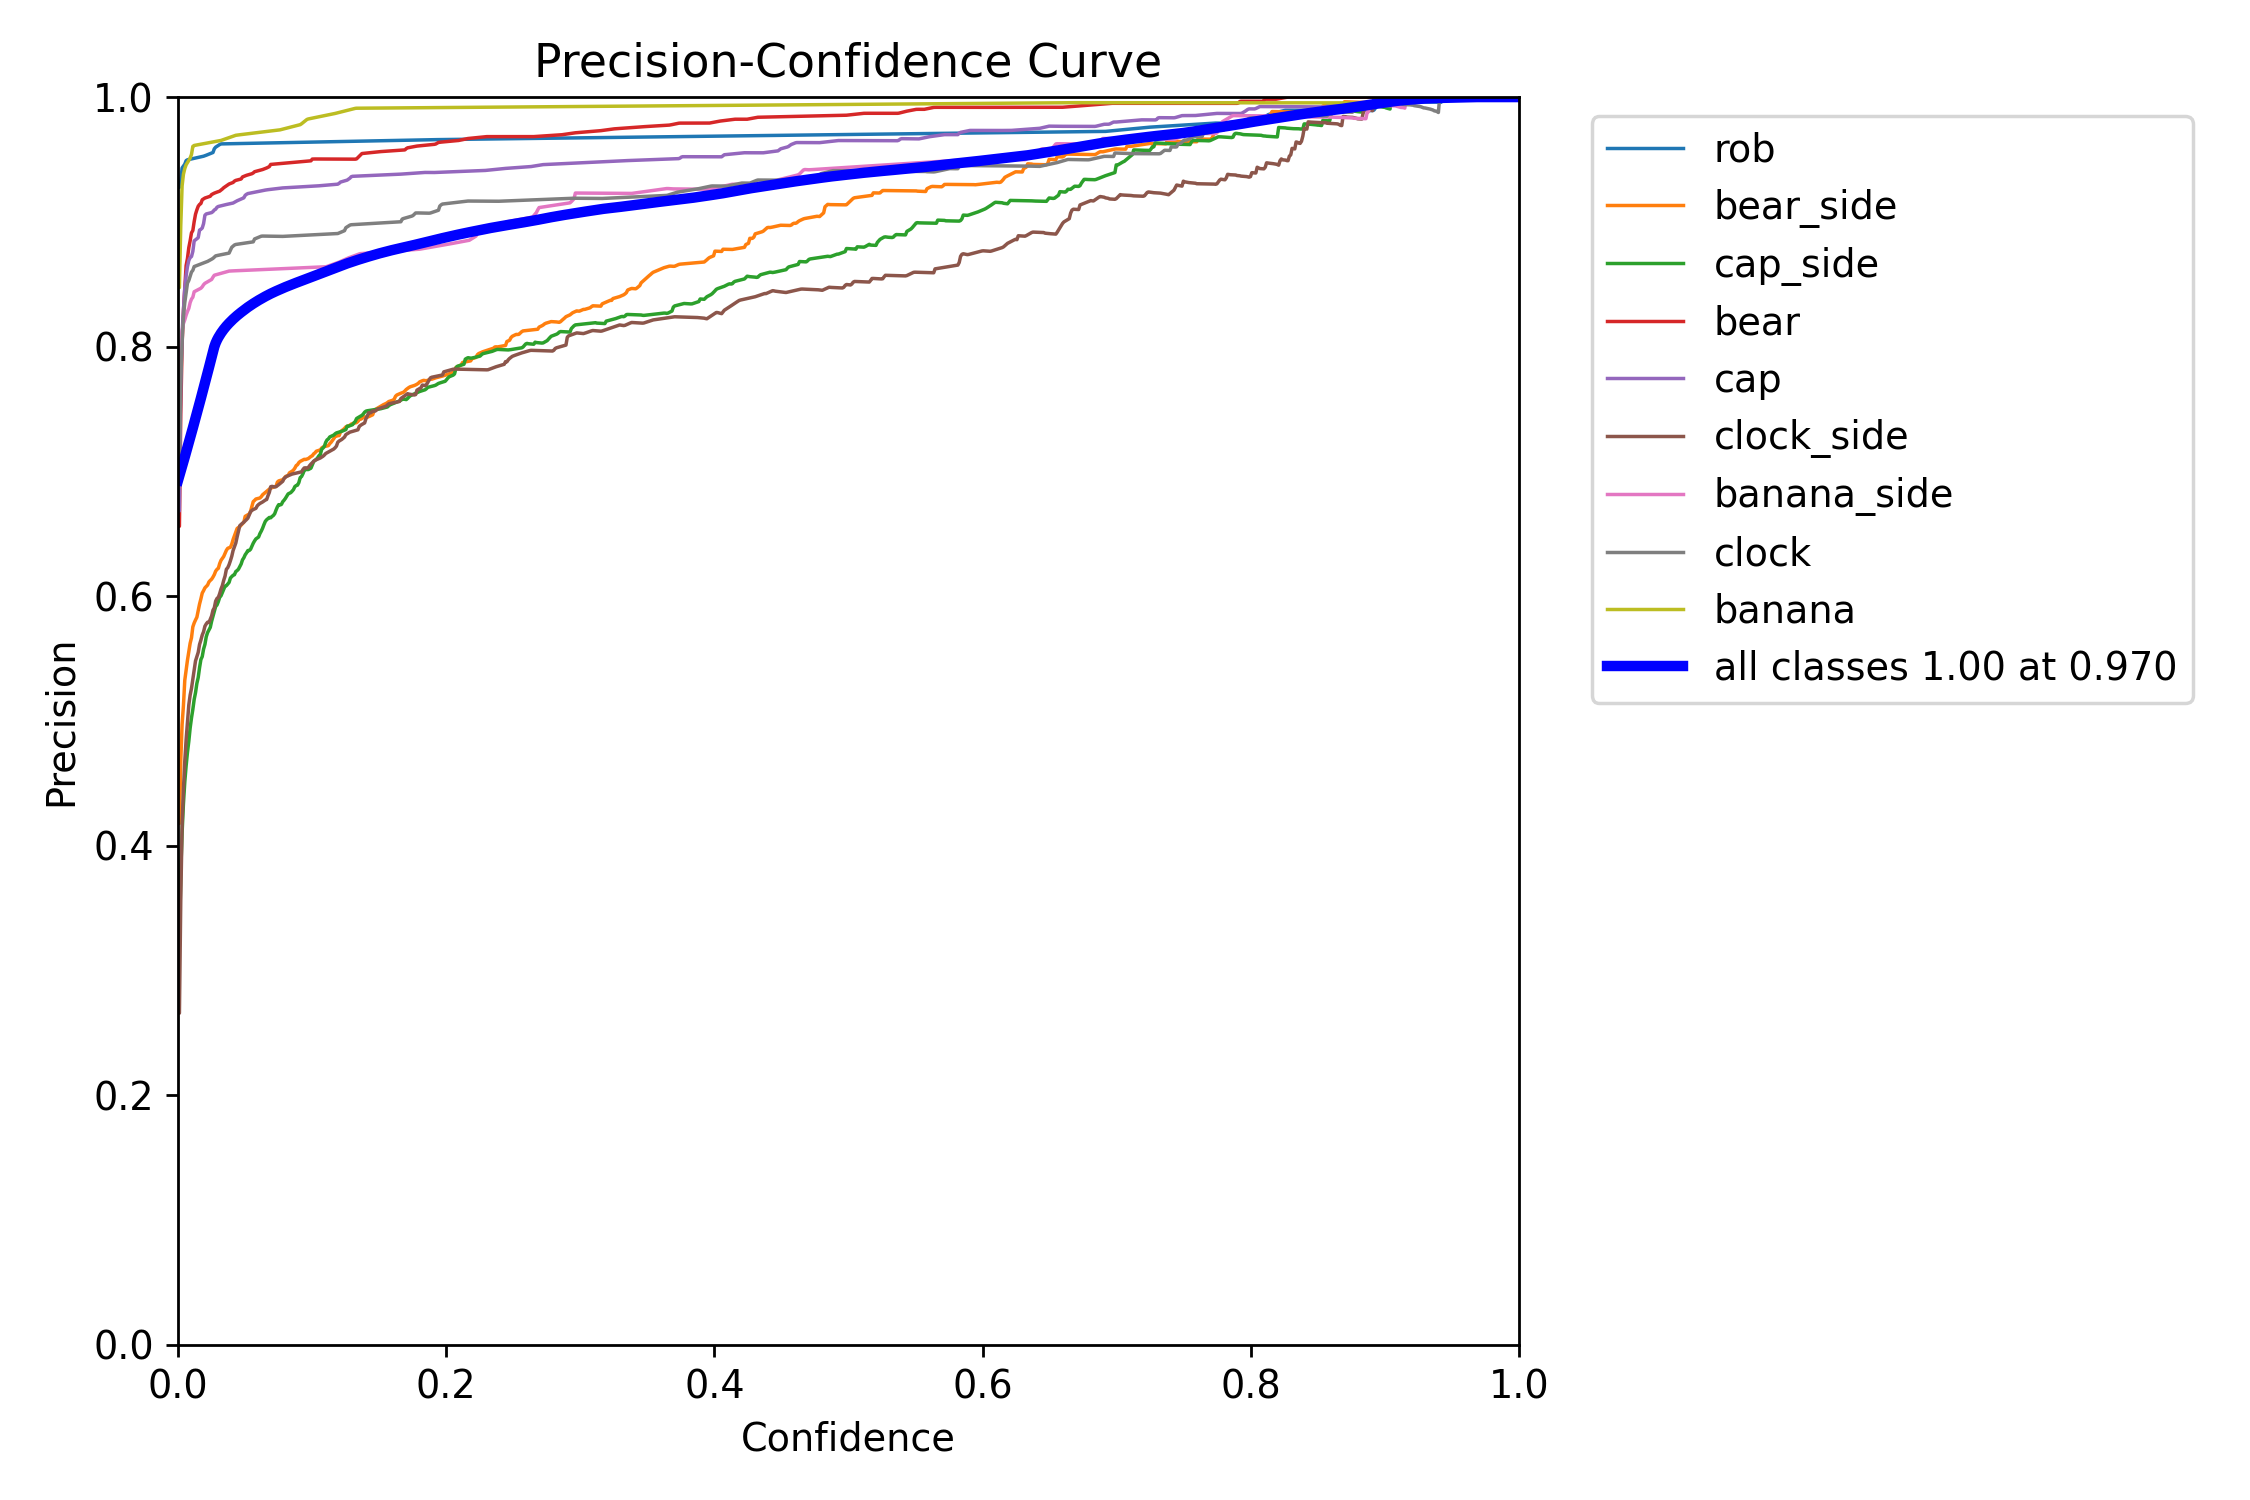 Precision-Confidence Curve
1.0
0.8
0.6
0.4
0.2
0.0
Precision
0.0 0.2 0.4 0.6 0.8 1.0
Confidence
rob
bear_side
cap_side
bear
cap
clock_side
banana_side
clock
banana
all classes 1.00 at 0.970